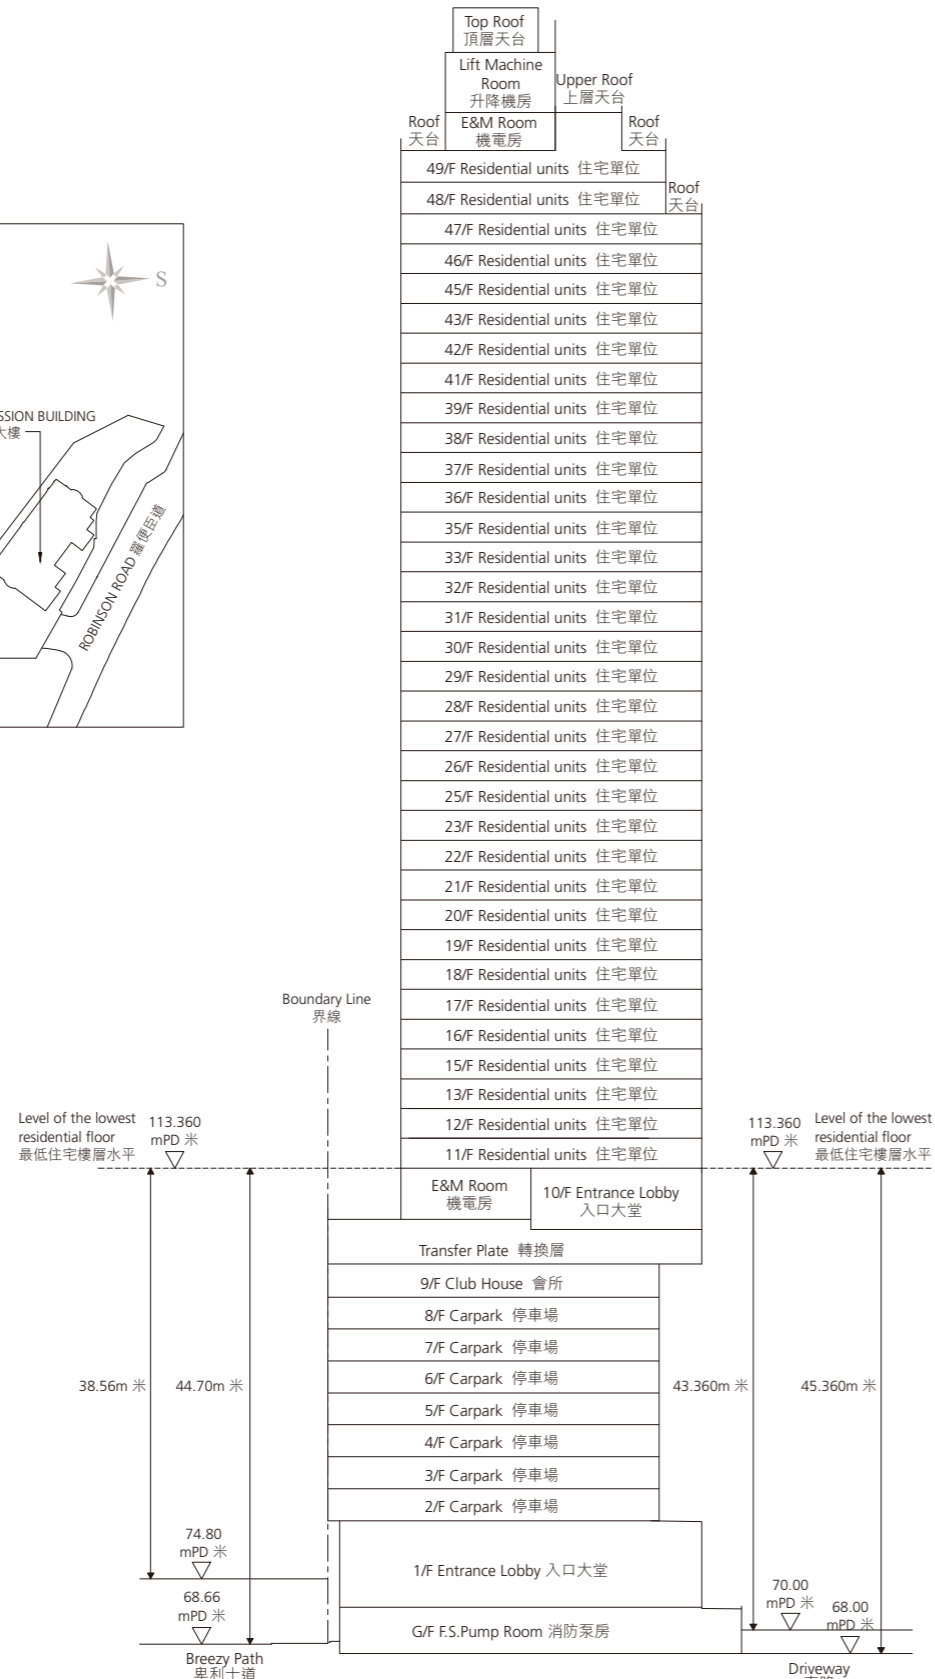 Top Roof
頂層天台
Lift Machine
Room
升降機房
Upper Roof
上層天台
Roof
天台
E&M Room
機電房
Roof
天台
49/F Residential units 住宅單位
48/F Residential units 住宅單位
Roof
天台
47/F Residential units 住宅單位
46/F Residential units 住宅單位
45/F Residential units 住宅單位
43/F Residential units 住宅單位
42/F Residential units 住宅單位
41/F Residential units 住宅單位
39/F Residential units 住宅單位
38/F Residential units 住宅單位
37/F Residential units 住宅單位
36/F Residential units 住宅單位
35/F Residential units 住宅單位
33/F Residential units 住宅單位
32/F Residential units 住宅單位
31/F Residential units 住宅單位
30/F Residential units 住宅單位
29/F Residential units 住宅單位
28/F Residential units 住宅單位
27/F Residential units 住宅單位
26/F Residential units 住宅單位
25/F Residential units 住宅單位
23/F Residential units 住宅單位
22/F Residential units 住宅單位
21/F Residential units 住宅單位
20/F Residential units 住宅單位
19/F Residential units 住宅單位
18/F Residential units 住宅單位
17/F Residential units 住宅單位
16/F Residential units 住宅單位
15/F Residential units 住宅單位
13/F Residential units 住宅單位
12/F Residential units 住宅單位
11/F Residential units 住宅單位
S
SSION BUILDING
大樓
ROBINSON ROAD 羅便臣道
Boundary Line
界線
Level of the lowest
residential floor
最低住宅樓層水平
113.360
mPD 米
113.360
mPD 米
Level of the lowest
residential floor
最低住宅樓層水平
E&M Room
機電房
10/F Entrance Lobby
入口大堂
Transfer Plate 轉換層
9/F Club House 會所
8/F Carpark 停車場
7/F Carpark 停車場
6/F Carpark 停車場
5/F Carpark 停車場
4/F Carpark 停車場
3/F Carpark 停車場
2/F Carpark 停車場
38.56m 米
44.70m 米
43.360m 米
45.360m 米
1/F Entrance Lobby 入口大堂
G/F F.S.Pump Room 消防泵房
74.80
mPD 米
68.66
mPD 米
Breezy Path
卑利士道
70.00
mPD 米
68.00
mPD 米
Driveway